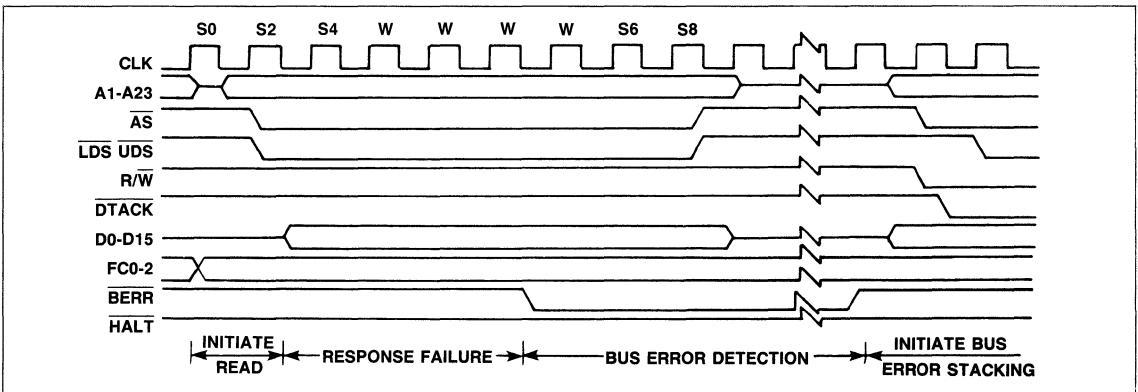 S0 S2 S4 W W W W S6 S8
CLK
A1-A23
AS
LDS UDS
R/W
DTACK
D0-D15
FC0-2
BERR
HALT
INITIATE READ
RESPONSE FAILURE
BUS ERROR DETECTION
INITIATE BUS ERROR STACKING